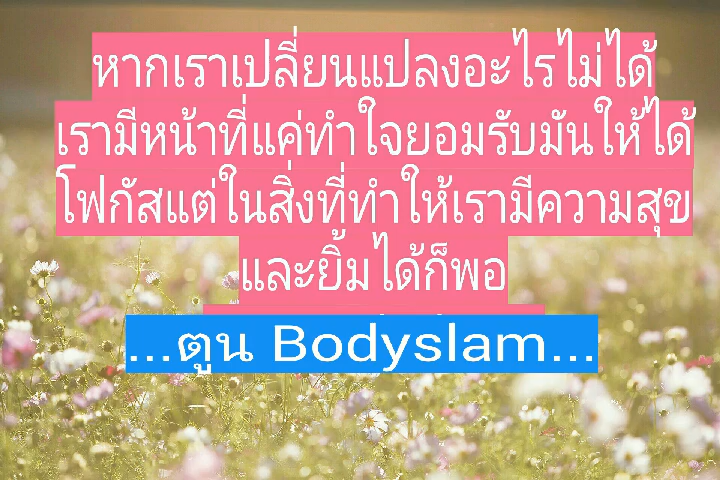 หากเราเปลี่ยนแปลงอะไรไม่ได้
เรามีหน้าที่แค่ทำใจยอมรับมันให้ได้
โฟกัสแต่ในสิ่งที่ทำให้เรามีความสุข
และยิ้มได้ก็พอ
...ตูน Bodyslam...